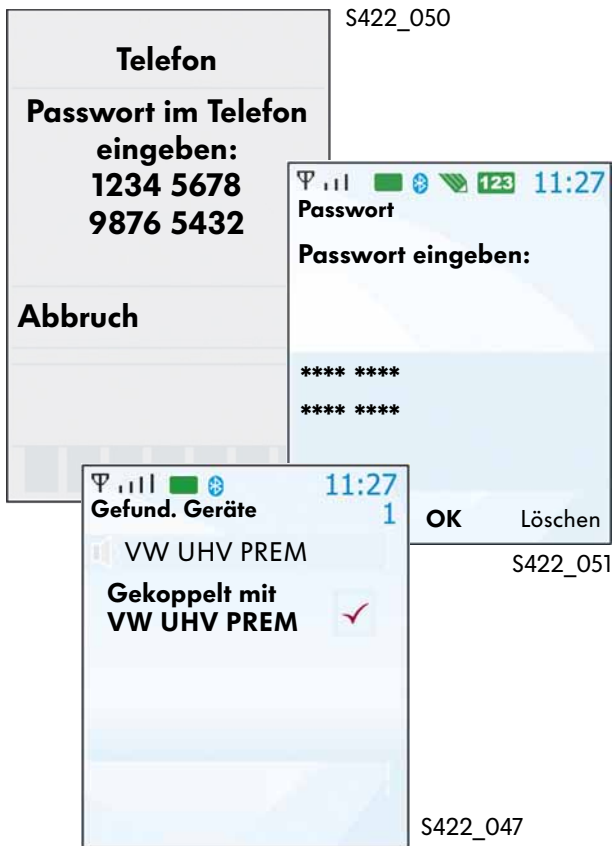 S422_050
Telefon
Passwort im Telefon
eingeben:
1234 5678
9876 5432
Abbruch
123 11:27
Passwort
Passwort eingeben:
**** ****
**** ****
OK Löschen
S422_051
11:27
Gefund. Geräte 1
VW UHV PREM
Gekoppelt mit
VW UHV PREM
S422_047